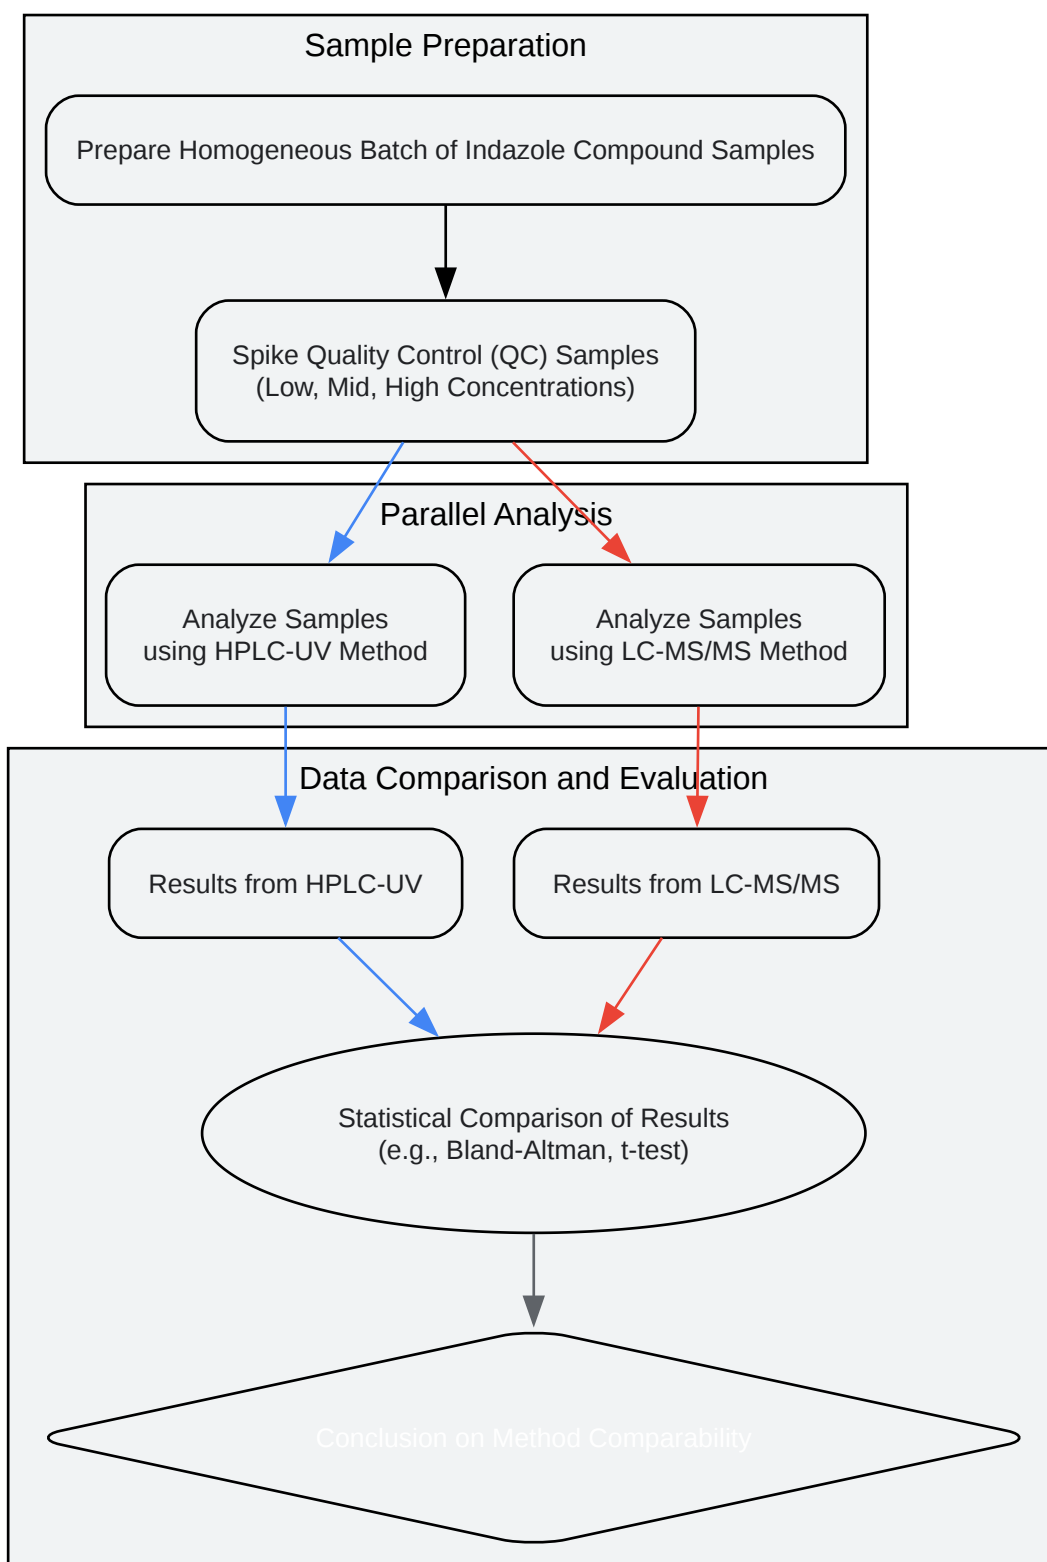 Sample Preparation
Prepare Homogeneous Batch of Indazole Compound Samples
Spike Quality Control (QC) Samples
(Low, Mid, High Concentrations)
Parallel Analysis
Analyze Samples
using HPLC-UV Method
Analyze Samples
using LC-MS/MS Method
Data Comparison and Evaluation
Results from HPLC-UV
Results from LC-MS/MS
Statistical Comparison of Results
(e.g., Bland-Altman, t-test)
Conclusion on Method Comparability